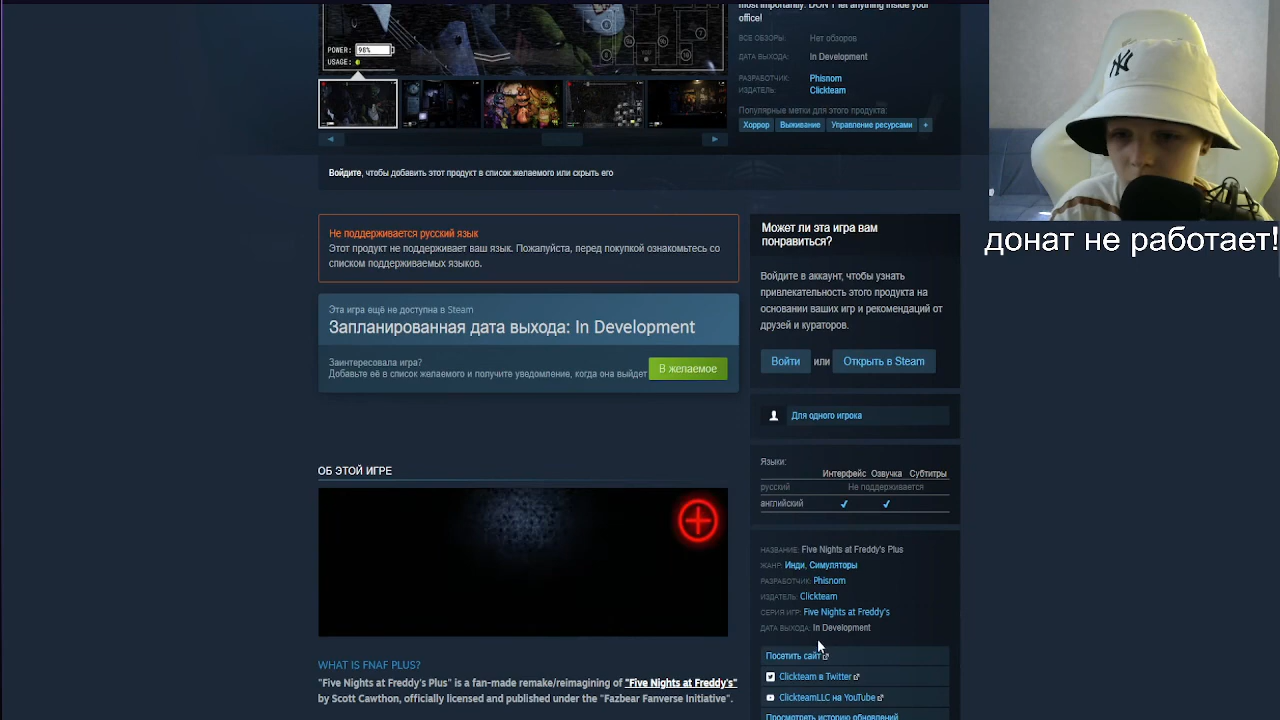 most importantly: DON'T let anything inside your
office!
ВСЕ ОБЗОРЫ: Нет обзоров
ДАТА ВЫХОДА: In Development
РАЗРАБОТЧИК: Phisnom
ИЗДАТЕЛЬ: Clickteam
Популярные метки для этого продукта:
Хоррор Выживание Управление ресурсами +
POWER: 98%
USAGE:
Войдите, чтобы добавить этот продукт в список желаемого или скрыть его
Не поддерживается русский язык
Этот продукт не поддерживает ваш язык. Пожалуйста, перед покупкой ознакомьтесь со
списком поддерживаемых языков.
Эта игра ещё не доступна в Steam
Запланированная дата выхода: In Development
Заинтересовала игра?
Добавьте её в список желаемого и получите уведомление, когда она выйдет
В желаемое
ОБ ЭТОЙ ИГРЕ
WHAT IS FNAF PLUS?
"Five Nights at Freddy's Plus" is a fan-made remake/reimagining of "Five Nights at Freddy's"
by Scott Cawthon, officially licensed and published under the "Fazbear Fanverse Initiative".
Может ли эта игра вам
понравиться?
Войдите в аккаунт, чтобы узнать
привлекательность этого продукта на
основании ваших игр и рекомендаций от
друзей и кураторов.
Войти или Открыть в Steam
Для одного игрока
Языки:
Интерфейс Озвучка Субтитры
русский Не поддерживается
английский ✔ ✔
НАЗВАНИЕ: Five Nights at Freddy's Plus
ЖАНР: Инди, Симуляторы
РАЗРАБОТЧИК: Phisnom
ИЗДАТЕЛЬ: Clickteam
СЕРИЯ ИГР: Five Nights at Freddy's
ДАТА ВЫХОДА: In Development
Посетить сайт
Clickteam в Twitter
ClickteamLLC на YouTube
Просмотреть историю обновлений
NY
донат не работает!